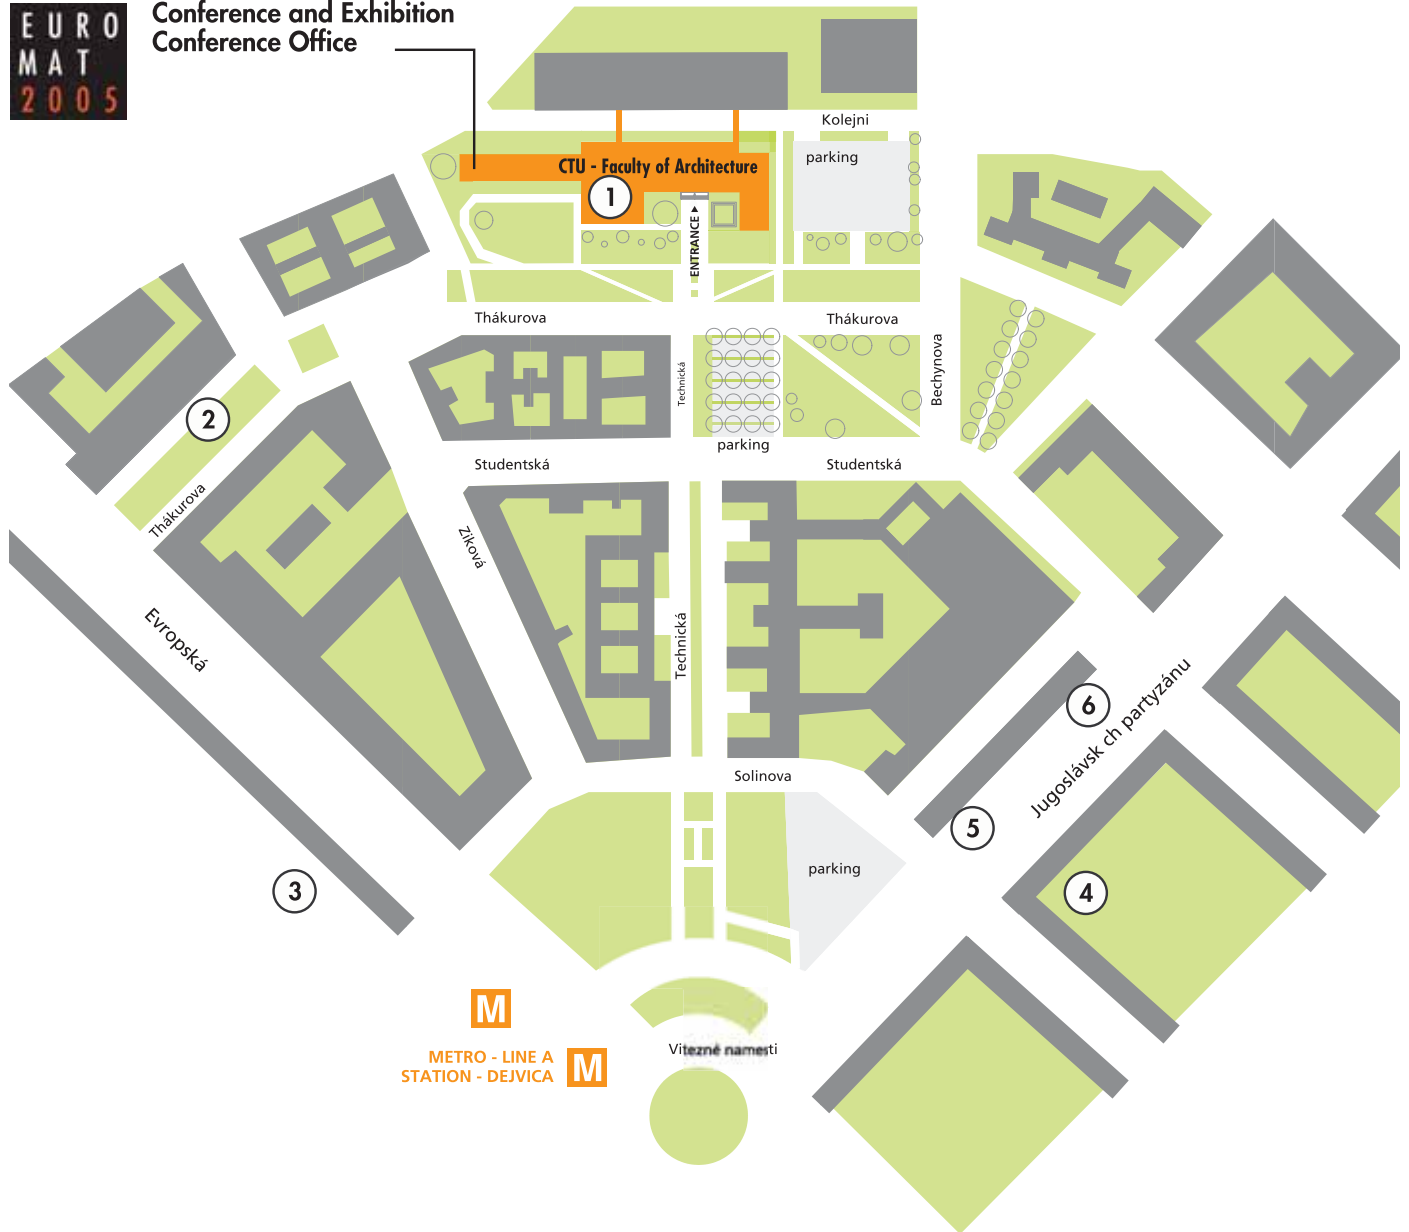 EURO
MAT
2005
Conference and Exhibition
Conference Office
Kolejni
parking
CTU - Faculty of Architecture
1
ENTRANCE
Thákurova
Thákurova
Technická
Bechynova
2
parking
Studentská
Studentská
Thákurova
Ziková
Evropská
Technická
6
Jugoslávsk ch partyzánu
Solinova
5
parking
3
4
M
METRO - LINE A
STATION - DEJVICA
M
Vitezné namesti